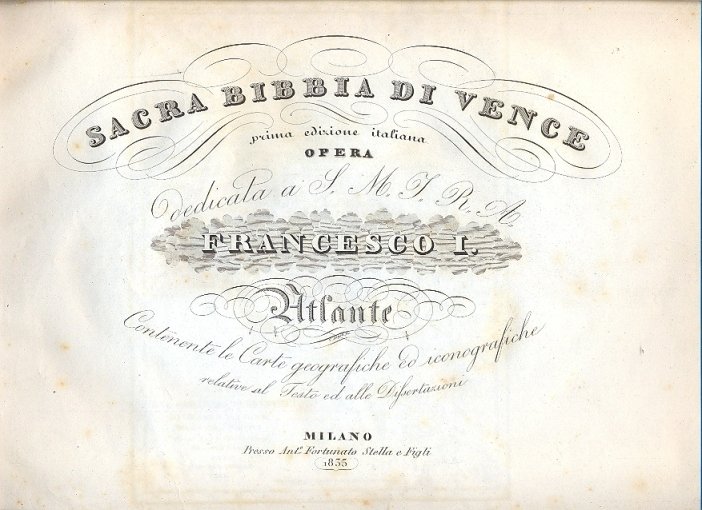 SACRA BIBBIA DI VENCE
prima edizione italiana
OPERA
dedicata a S. M. I. R. A.
FRANCESCO I.
Atlante
Contenente le Carte geografiche ed iconografiche
relative al Testo ed alle Dissertazioni
MILANO
Presso Ant.º Fortunato Stella e Figli
1833